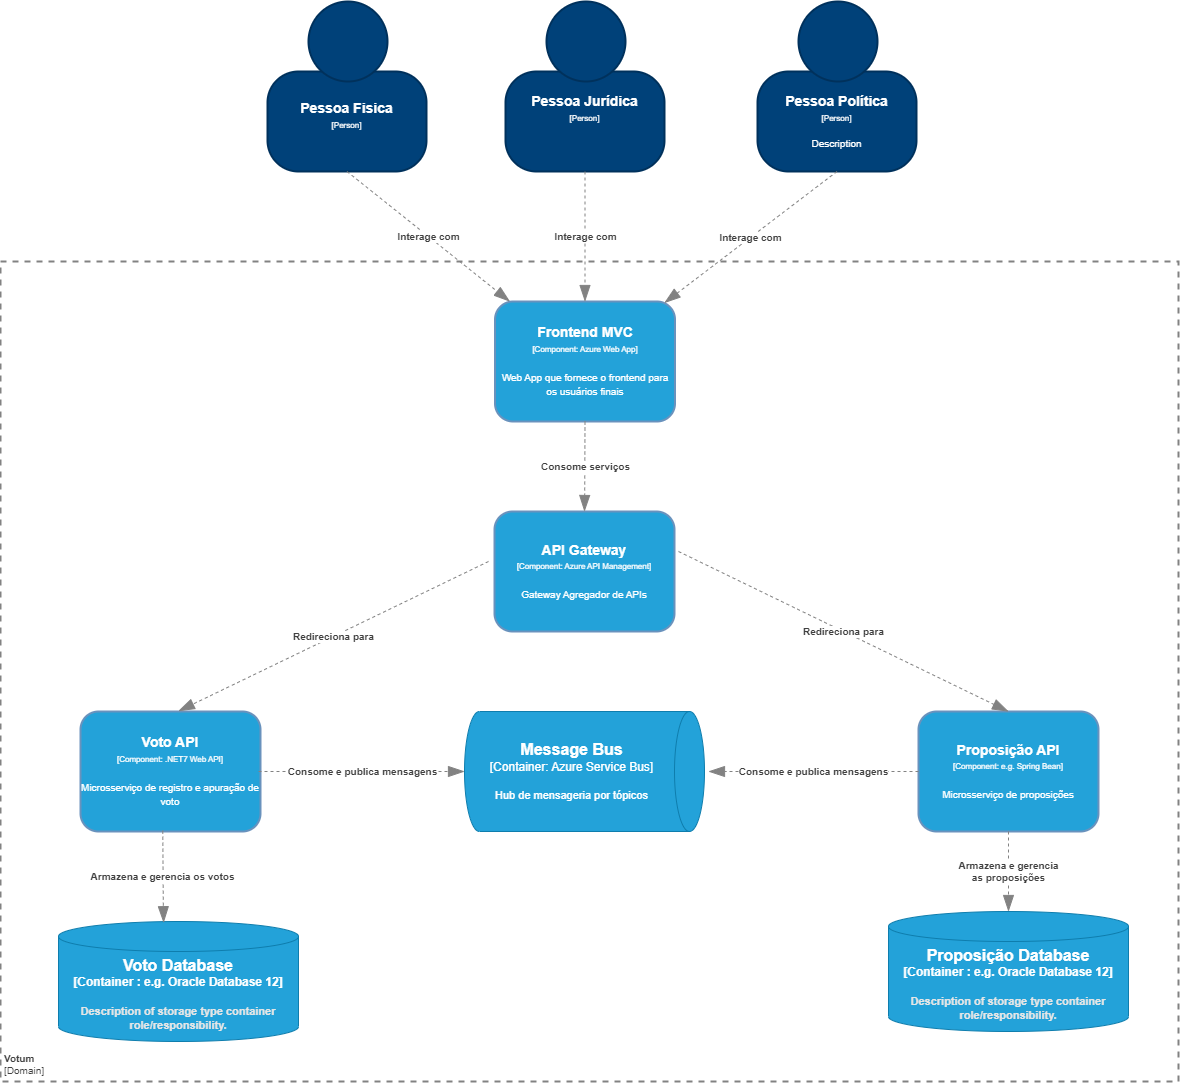 Pessoa Fisica
[Person]
Pessoa Jurídica
[Person]
Pessoa Política
[Person]
Description
Interage com
Interage com
Interage com
Frontend MVC
[Component: Azure Web App]
Web App que fornece o frontend para
os usuários finais
Consome serviços
API Gateway
[Component: Azure API Management]
Gateway Agregador de APIs
Redireciona para
Redireciona para
Voto API
[Component: .NET7 Web API]
Microsserviço de registro e apuração de
voto
Consome e publica mensagens
Message Bus
[Container: Azure Service Bus]
Hub de mensageria por tópicos
Consome e publica mensagens
Proposição API
[Component: e.g. Spring Bean]
Microsserviço de proposições
Armazena e gerencia os votos
Armazena e gerencia
as proposições
Voto Database
[Container : e.g. Oracle Database 12]
Description of storage type container
role/responsibility.
Proposição Database
[Container : e.g. Oracle Database 12]
Description of storage type container
role/responsibility.
Votum
[Domain]